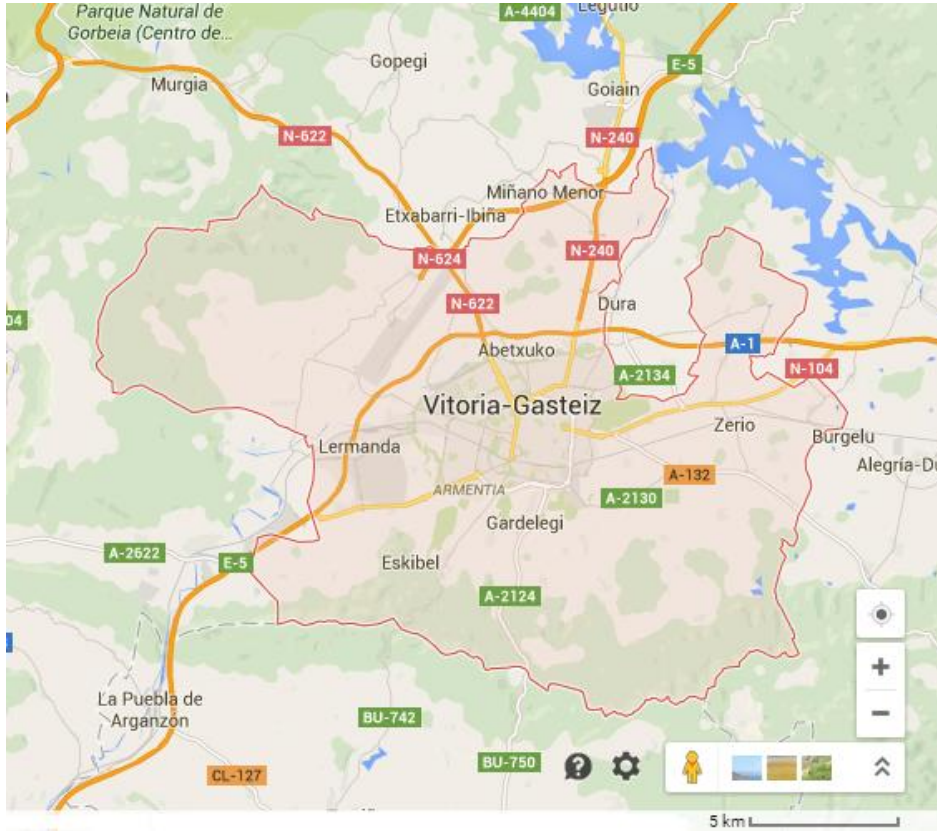 Parque Natural de
Gorbeia (Centro de...
A-4404
Legutio
Gopegi
E-5
Murgia
Goiain
N-622
N-240
Miñano Menor
Etxabarri-Ibiña
N-624
N-240
N-622
Dura
04
A-1
Abetxuko
N-104
A-2134
Vitoria-Gasteiz
Zerio
Burgelu
Lermanda
Alegría-Du
A-132
ARMENTIA
A-2130
Gardelegi
A-2622
E-5
Eskibel
A-2124
La Puebla de
Arganzón
BU-742
BU-750
CL-127
5 km